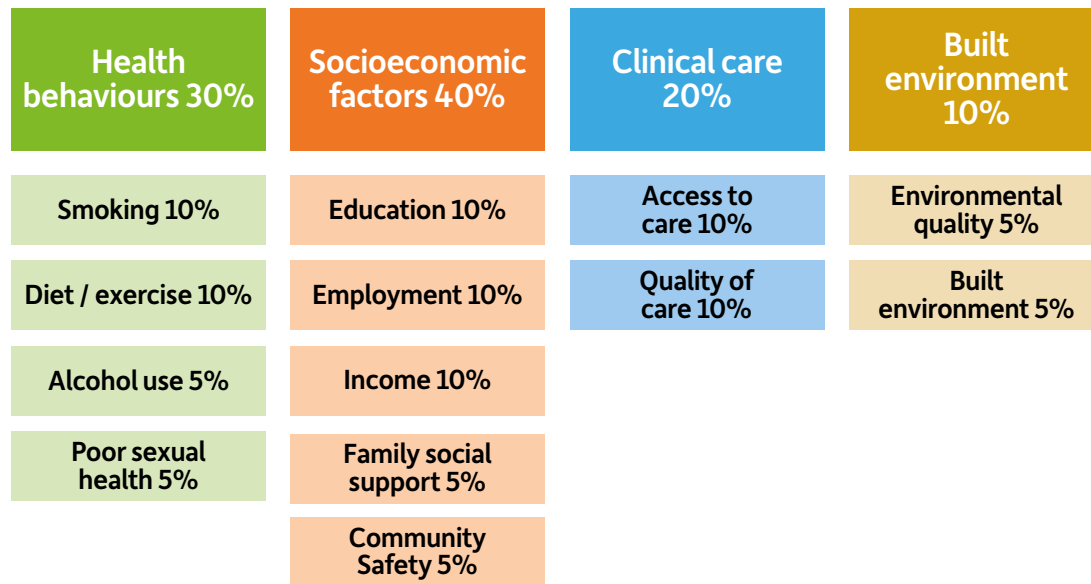 Health
behaviours 30%
Smoking 10%
Diet / exercise 10%
Alcohol use 5%
Poor sexual
health 5%
Socioeconomic
factors 40%
Education 10%
Employment 10%
Income 10%
Family social
support 5%
Community
Safety 5%
Clinical care
20%
Access to
care 10%
Quality of
care 10%
Built
environment
10%
Environmental
quality 5%
Built
environment 5%